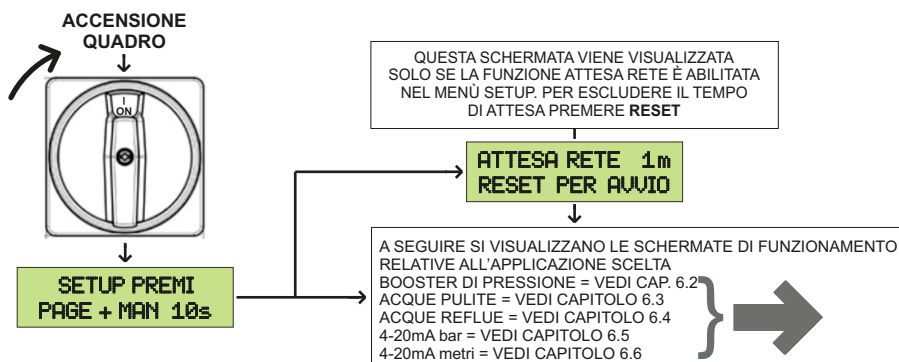 ACCENSIONE
QUADRO
I
ON
SETUP PREMI
PAGE + MAN 10s
QUESTA SCHERMATA VIENE VISUALIZZATA
SOLO SE LA FUNZIONE ATTESA RETE È ABILITATA
NEL MENÙ SETUP. PER ESCLUDERE IL TEMPO
DI ATTESA PREMERE RESET
ATTESA RETE 1m
RESET PER AVVIO
A SEGUIRE SI VISUALIZZANO LE SCHERMATE DI FUNZIONAMENTO
RELATIVE ALL'APPLICAZIONE SCELTA
BOOSTER DI PRESSIONE = VEDI CAP. 6.2
ACQUE PULITE = VEDI CAPITOLO 6.3
ACQUE REFLUE = VEDI CAPITOLO 6.4
4-20mA bar = VEDI CAPITOLO 6.5
4-20mA metri = VEDI CAPITOLO 6.6